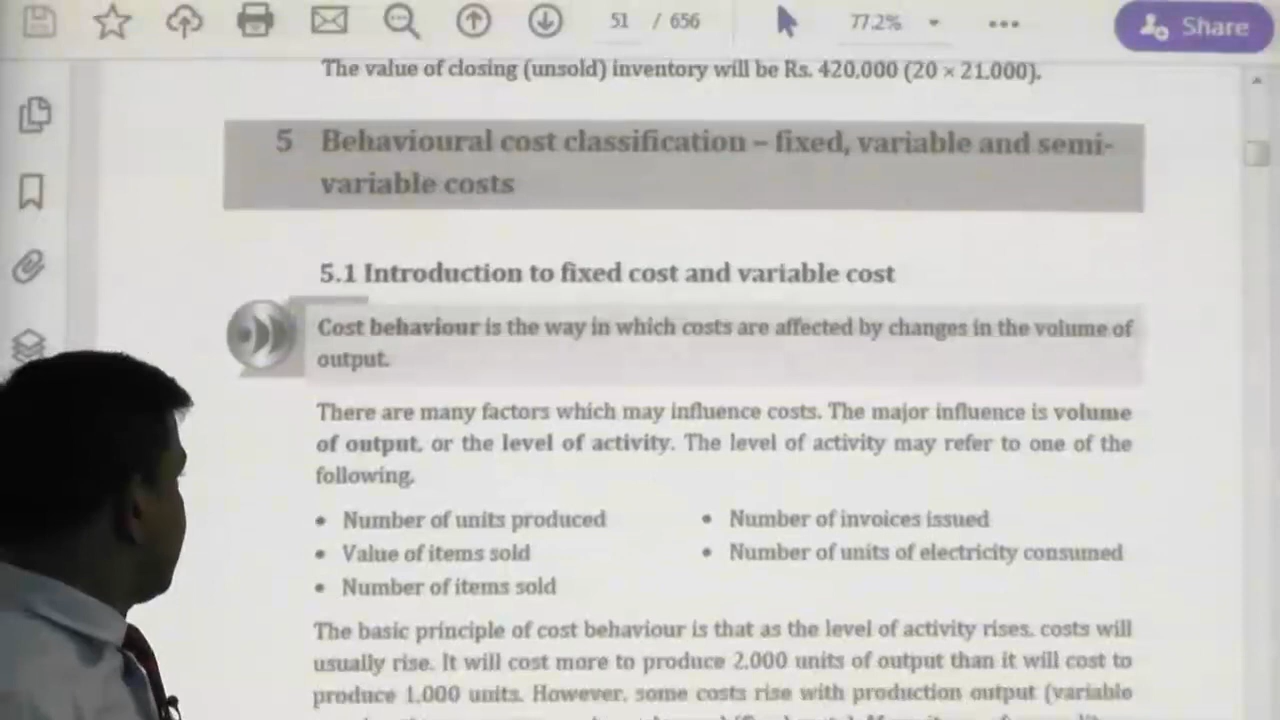 51 / 656
77.2%
Share
The value of closing (unsold) inventory will be Rs. 420,000 (20 × 21,000).
5 Behavioural cost classification – fixed, variable and semi-
variable costs
5.1 Introduction to fixed cost and variable cost
Cost behaviour is the way in which costs are affected by changes in the volume of
output.
There are many factors which may influence costs. The major influence is volume
of output, or the level of activity. The level of activity may refer to one of the
following.
• Number of units produced
• Value of items sold
• Number of items sold
• Number of invoices issued
• Number of units of electricity consumed
The basic principle of cost behaviour is that as the level of activity rises, costs will
usually rise. It will cost more to produce 2,000 units of output than it will cost to
produce 1,000 units. However, some costs rise with production output (variable